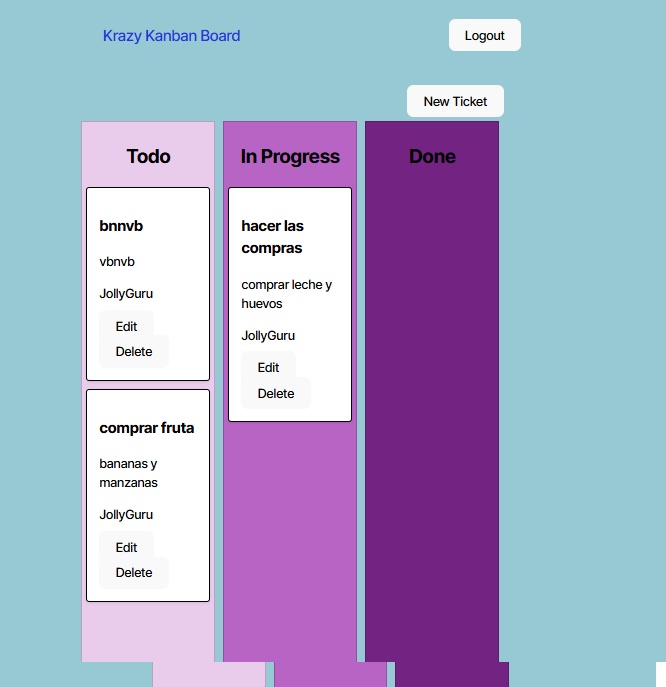 Krazy Kanban Board
Logout
New Ticket
Todo
bnnvb
vbnvb
JollyGuru
Edit
Delete
comprar fruta
bananas y
manzanas
JollyGuru
Edit
Delete
In Progress
hacer las
compras
comprar leche y
huevos
JollyGuru
Edit
Delete
Done